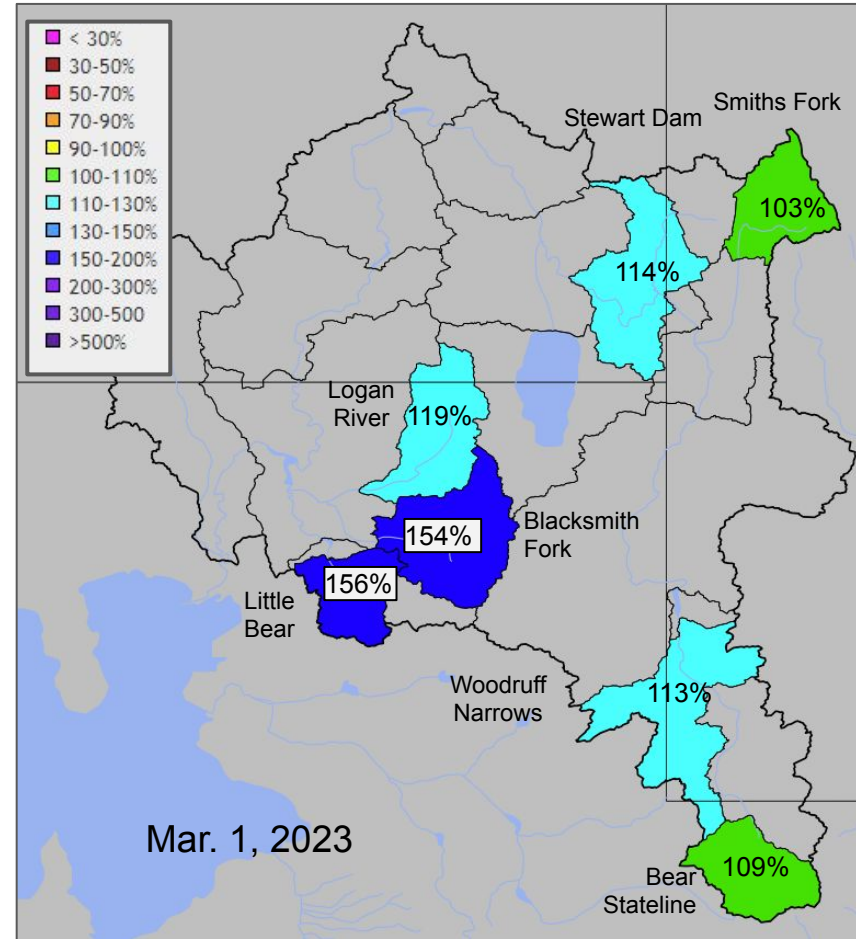 < 30%
30-50%
50-70%
70-90%
90-100%
100-110%
110-130%
130-150%
150-200%
200-300%
300-500
>500%
Smiths Fork
Stewart Dam
103%
114%
Logan
River
119%
154%
Blacksmith
Fork
156%
Little
Bear
Woodruff
Narrows
113%
Mar. 1, 2023
109%
Bear
Stateline